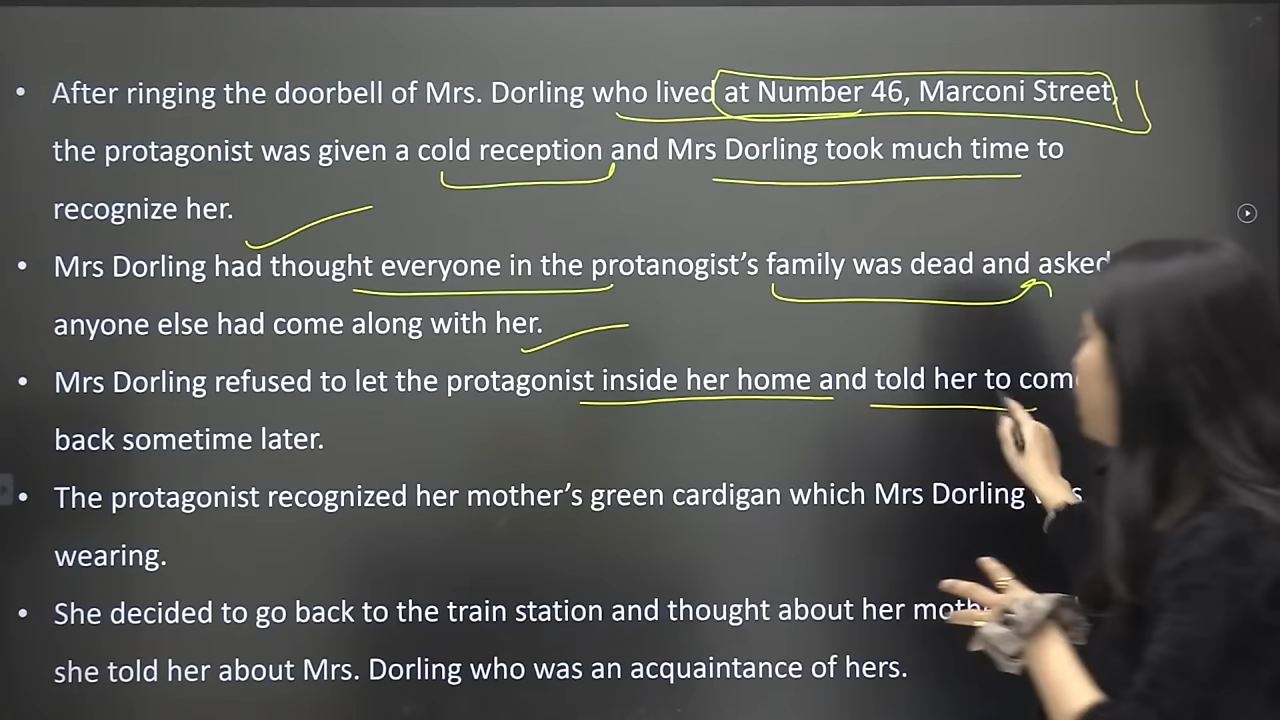 • After ringing the doorbell of Mrs. Dorling who lived at Number 46, Marconi Street,
the protagonist was given a cold reception and Mrs Dorling took much time to
recognize her.
• Mrs Dorling had thought everyone in the protanogist’s family was dead and asked
anyone else had come along with her.
• Mrs Dorling refused to let the protagonist inside her home and told her to
back sometime later.
• The protagonist recognized her mother’s green cardigan which Mrs Dorling
wearing.
• She decided to go back to the train station and thought about her
she told her about Mrs. Dorling who was an acquaintance of hers.